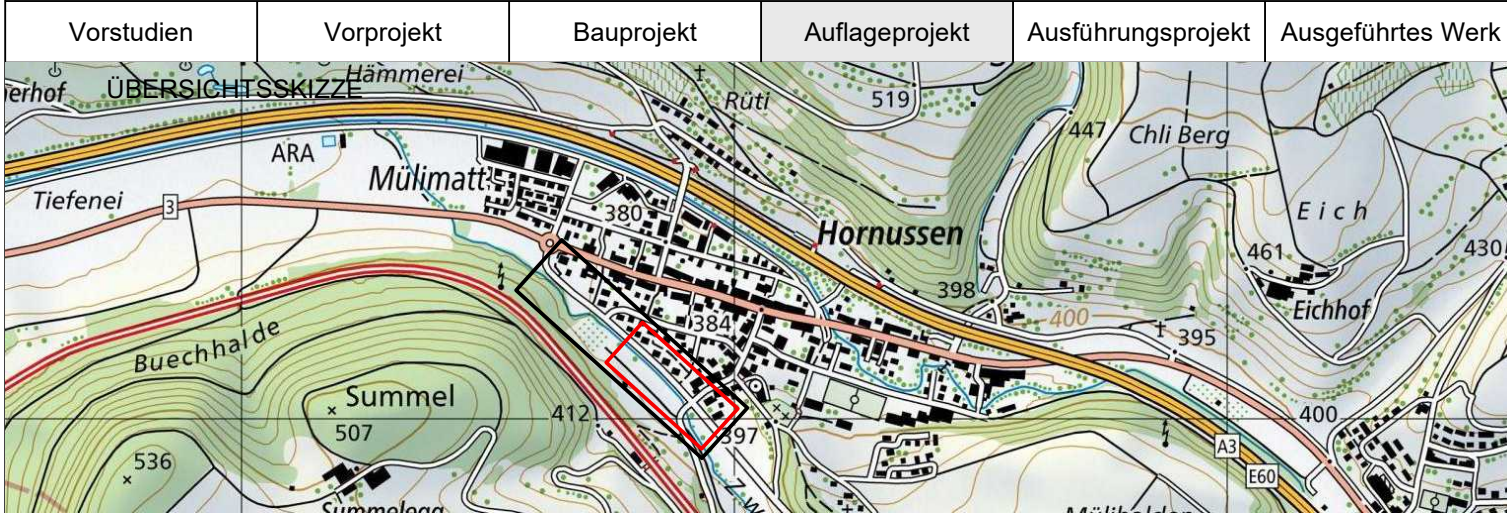 Vorstudien
Vorprojekt
Bauprojekt
Auflageprojekt
Ausführungsprojekt
Ausgeführtes Werk
ÜBERSICHTSSKIZZE
Hämmerei
Rüti
519
447
Chli Berg
ARA
Mülimatt
Tiefenei
3
380
Hornussen
Eich
461
430
398
400
Eichhof
384
395
Buechhalde
Summel
507
412
397
400
536
A3
E60